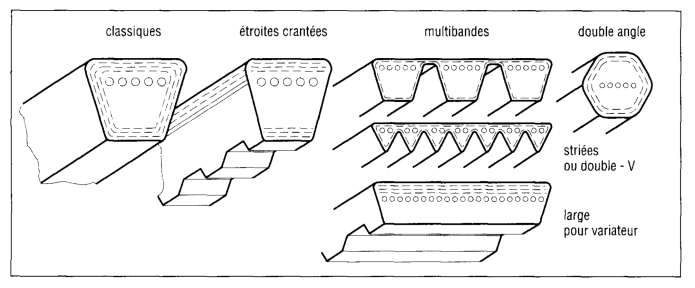 classiques
étroites crantées
multibandes
double angle
striées
ou double - V
large
pour variateur